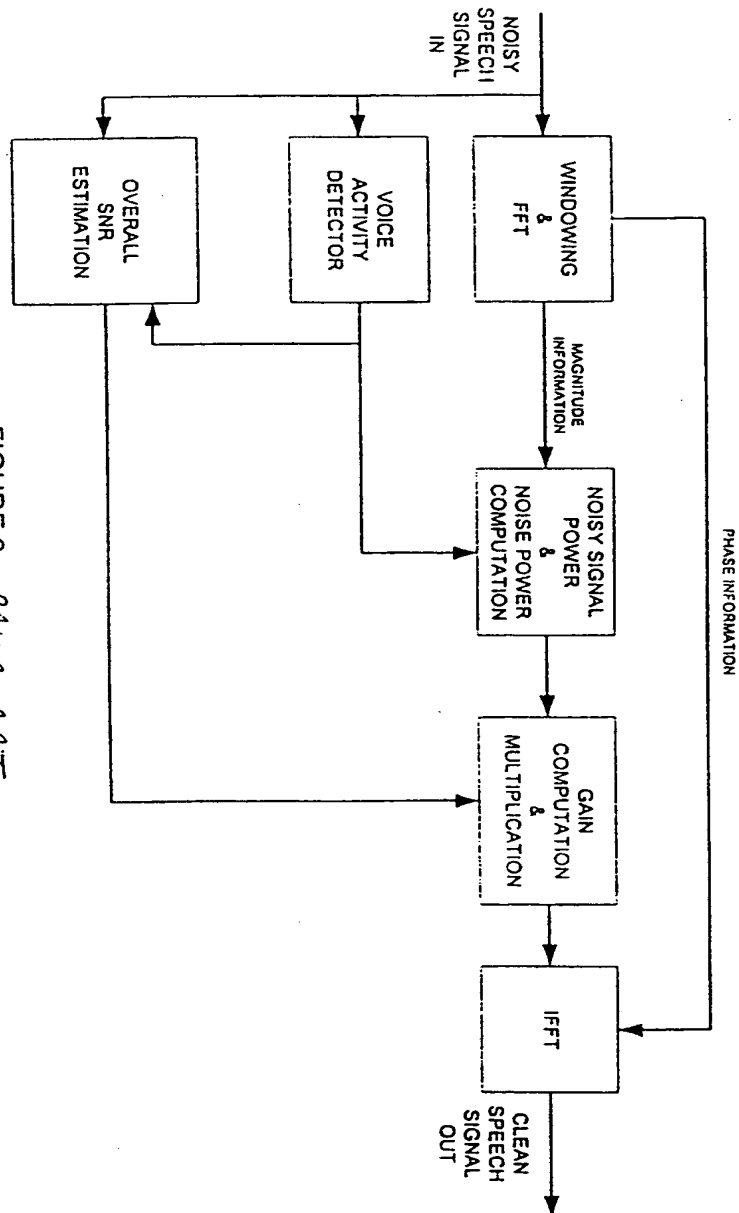 PHASE INFORMATION
NOISY
SPEECH
SIGNAL
IN
WINDOWING
&
FFT
MAGNITUDE
INFORMATION
NOISY SIGNAL
POWER
&
NOISE POWER
COMPUTATION
GAIN
COMPUTATION
&
MULTIPLICATION
IFFT
CLEAN
SPEECH
SIGNAL
OUT
VOICE
ACTIVITY
DETECTOR
OVERALL
SNR
ESTIMATION